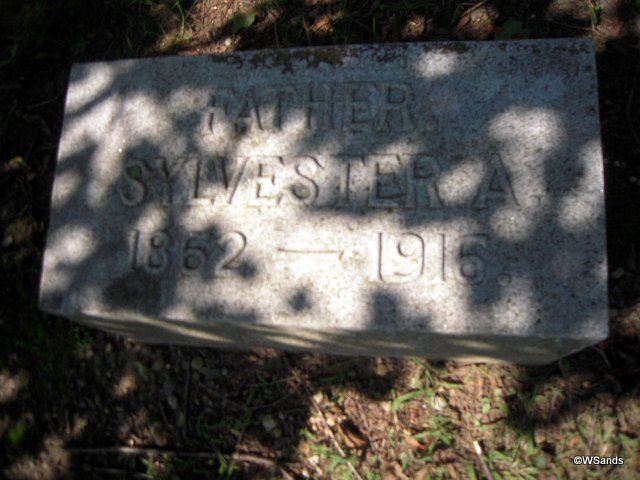 FATHER.
SYLVESTER A.
1862 — 1916.
©WSands